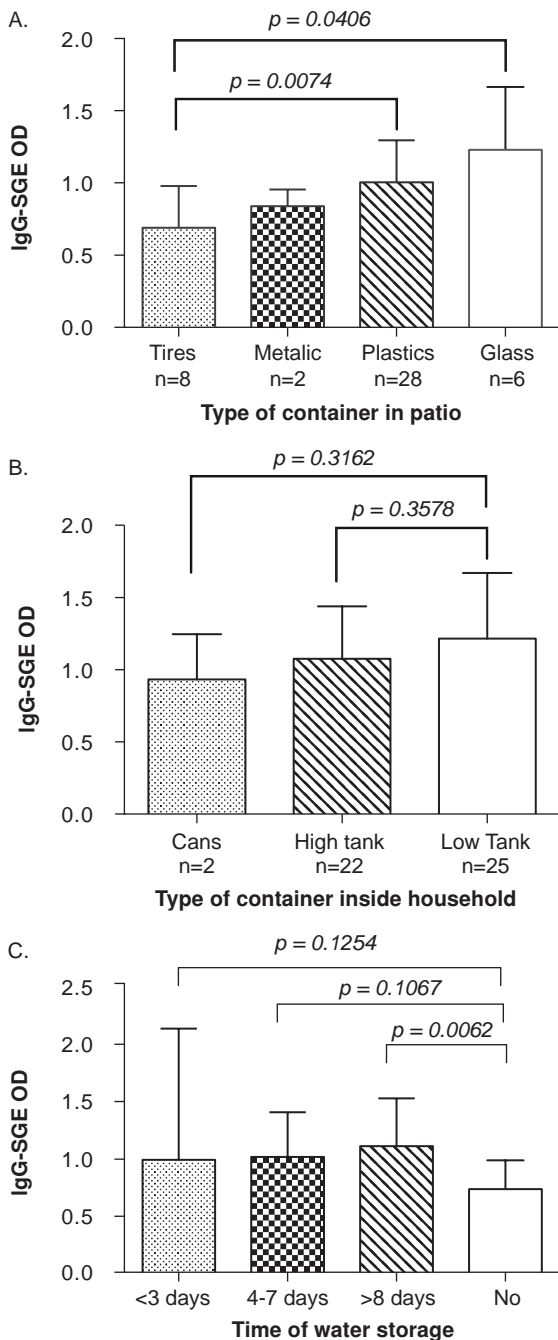 A.
p = 0.0406
p = 0.0074
IgG-SGE OD
2.0
1.5
1.0
0.5
0.0
Tires Metalic Plastics Glass
n=8 n=2 n=28 n=6
Type of container in patio
B.
p = 0.3162
p = 0.3578
IgG-SGE OD
2.0
1.5
1.0
0.5
0.0
Cans High tank Low Tank
n=2 n=22 n=25
Type of container inside household
C.
p = 0.1254
p = 0.1067
p = 0.0062
IgG-SGE OD
2.5
2.0
1.5
1.0
0.5
0.0
<3 days 4-7 days >8 days No
Time of water storage